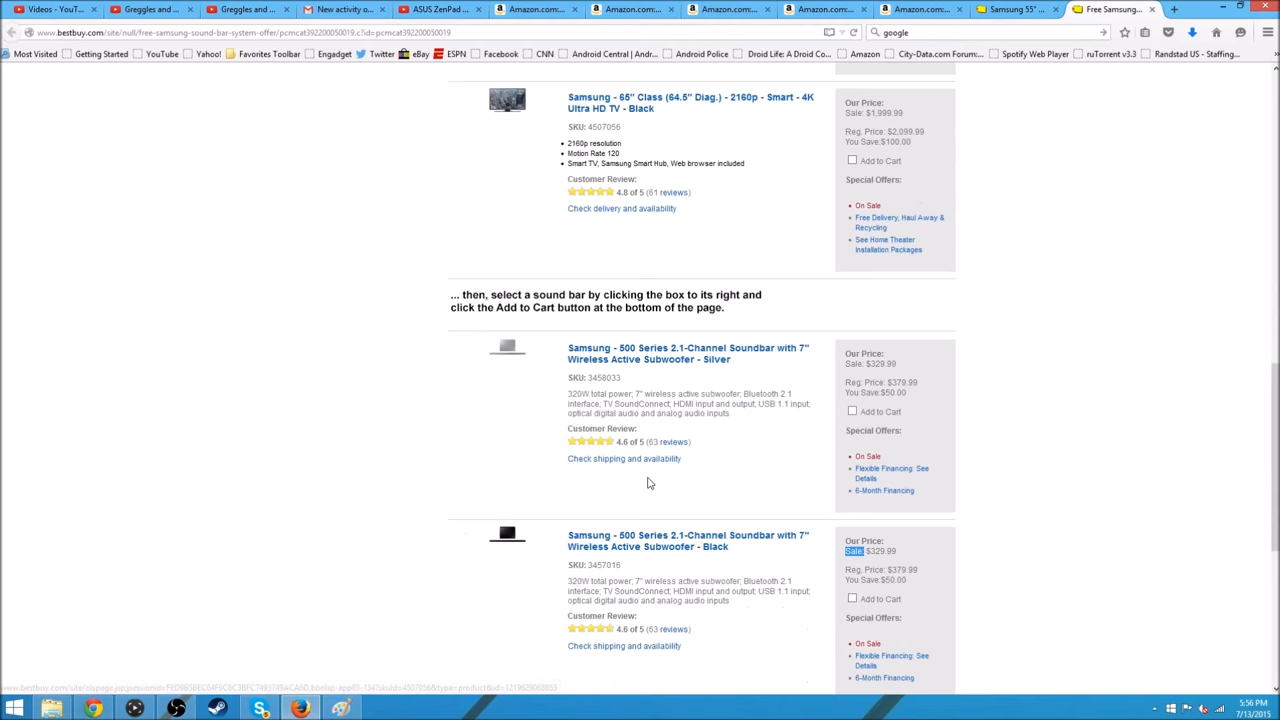 Videos - YouT...
Greggles and ...
Greggles and ...
New activity o...
ASUS ZenPad ...
Amazon.com:...
Amazon.com:...
Amazon.com:...
Amazon.com:...
Amazon.com:...
Samsung 55" ...
Free Samsung...
www.bestbuy.com/site/null/free-samsung-sound-bar-system-offer/pcmcat392200050019.c?id=pcmcat392200050019
google
Most Visited
Getting Started
YouTube
Yahoo!
Favorites Toolbar
Engadget
Twitter
eBay
ESPN
Facebook
CNN
Android Central | Andr...
Android Police
Droid Life: A Droid Co...
Amazon
City-Data.com Forum:...
Spotify Web Player
ruTorrent v3.3
Randstad US - Staffing...
Samsung - 65" Class (64.5" Diag.) - 2160p - Smart - 4K
Ultra HD TV - Black
SKU: 4507056
2160p resolution
Motion Rate 120
Smart TV, Samsung Smart Hub, Web browser included
Customer Review:
4.8 of 5 (61 reviews)
Check delivery and availability
Our Price:
Sale: $1,999.99
Reg. Price: $2,099.99
You Save:$100.00
Add to Cart
Special Offers:
On Sale
Free Delivery, Haul Away &
Recycling
See Home Theater
Installation Packages
... then, select a sound bar by clicking the box to its right and
click the Add to Cart button at the bottom of the page.
Samsung - 500 Series 2.1-Channel Soundbar with 7"
Wireless Active Subwoofer - Silver
SKU: 3458033
320W total power; 7" wireless active subwoofer; Bluetooth 2.1
interface; TV SoundConnect; HDMI input and output; USB 1.1 input;
optical digital audio and analog audio inputs
Customer Review:
4.6 of 5 (63 reviews)
Check shipping and availability
Our Price:
Sale: $329.99
Reg. Price: $379.99
You Save:$50.00
Add to Cart
Special Offers:
On Sale
Flexible Financing: See
Details
6-Month Financing
Samsung - 500 Series 2.1-Channel Soundbar with 7"
Wireless Active Subwoofer - Black
SKU: 3457016
320W total power; 7" wireless active subwoofer; Bluetooth 2.1
interface; TV SoundConnect; HDMI input and output; USB 1.1 input;
optical digital audio and analog audio inputs
Customer Review:
4.6 of 5 (63 reviews)
Check shipping and availability
Our Price:
Sale: $329.99
Reg. Price: $379.99
You Save:$50.00
Add to Cart
Special Offers:
On Sale
Flexible Financing: See
Details
6-Month Financing
5:56 PM
7/13/2015